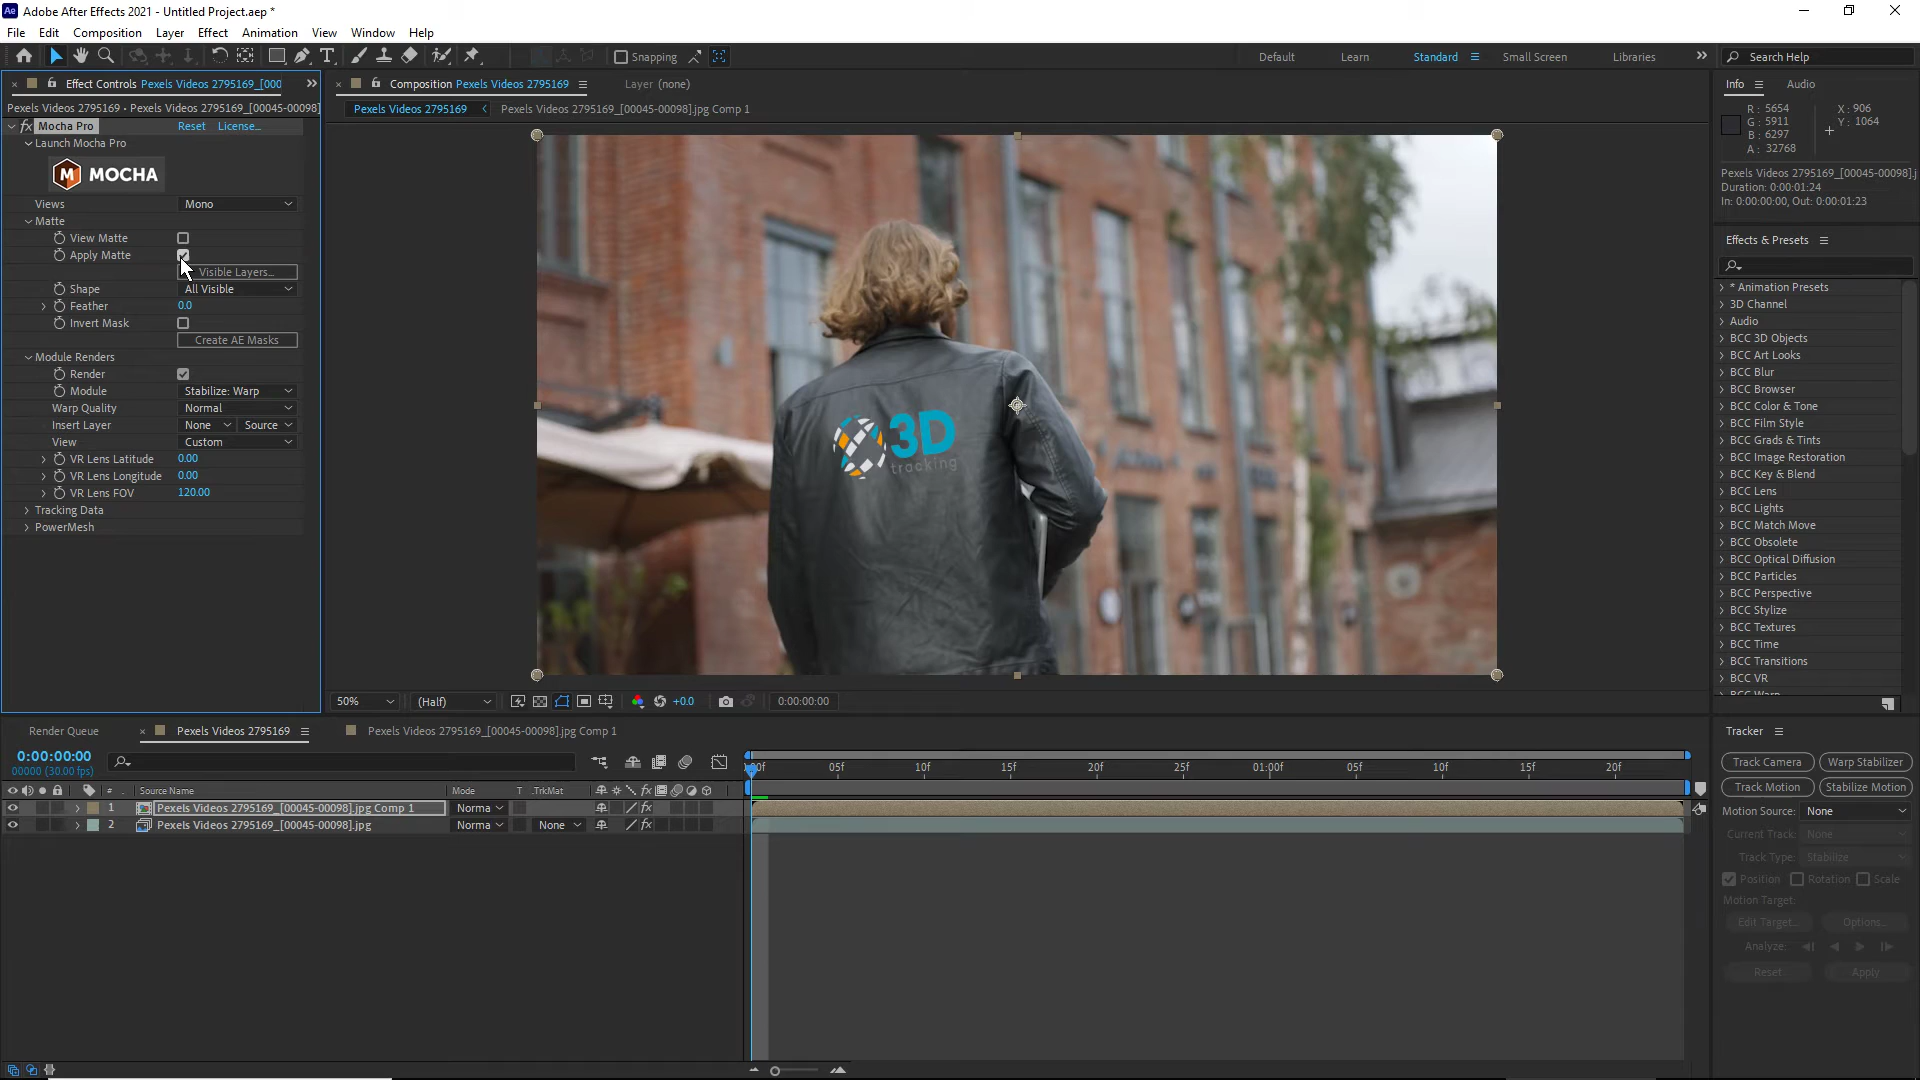 Adobe After Effects 2021 - Untitled Project.aep *
File Edit Composition Layer Effect Animation View Window Help
Snapping Default Learn Standard Small Screen Libraries Search Help
Effect Controls Pexels Videos 2795169_[000
Pexels Videos 2795169 • Pexels Videos 2795169_[00045-00098]
fx Mocha Pro Reset License...
Launch Mocha Pro
M MOCHA
Views Mono
Matte
View Matte
Apply Matte
Visible Layers...
Shape All Visible
Feather 0.0
Invert Mask
Create AE Masks
Module Renders
Render
Module Stabilize: Warp
Warp Quality Normal
Insert Layer None Source
View Custom
VR Lens Latitude 0.00
VR Lens Longitude 0.00
VR Lens FOV 120.00
Tracking Data
PowerMesh
Composition Pexels Videos 2795169 Layer (none)
Pexels Videos 2795169 Pexels Videos 2795169_[00045-00098].jpg Comp 1
3D
tracking
50% (Half) +0.0 0:00:00:00
Info Audio
R: 5654 X: 906
G: 5911 Y: 1064
B: 6297
A: 32768
Pexels Videos 2795169_[00045-00098].j
Duration: 0:00:01:24
In: 0:00:00:00, Out: 0:00:01:23
Effects & Presets
* Animation Presets
3D Channel
Audio
BCC 3D Objects
BCC Art Looks
BCC Blur
BCC Browser
BCC Color & Tone
BCC Film Style
BCC Grads & Tints
BCC Image Restoration
BCC Key & Blend
BCC Lens
BCC Lights
BCC Match Move
BCC Obsolete
BCC Optical Diffusion
BCC Particles
BCC Perspective
BCC Stylize
BCC Textures
BCC Time
BCC Transitions
BCC VR
BCC Warp
Render Queue Pexels Videos 2795169 Pexels Videos 2795169_[00045-00098].jpg Comp 1
0:00:00:00
00000 (30.00 fps)
05f 10f 15f 20f 25f 01:00f 05f 10f 15f 20f
# Source Name Mode T .TrkMat
1 Pexels Videos 2795169_[00045-00098].jpg Comp 1 Norma
2 Pexels Videos 2795169_[00045-00098].jpg Norma None
Tracker
Track Camera Warp Stabilizer
Track Motion Stabilize Motion
Motion Source: None
Current Track: None
Track Type: Stabilize
Position Rotation Scale
Motion Target:
Edit Target... Options...
Analyze:
Reset Apply